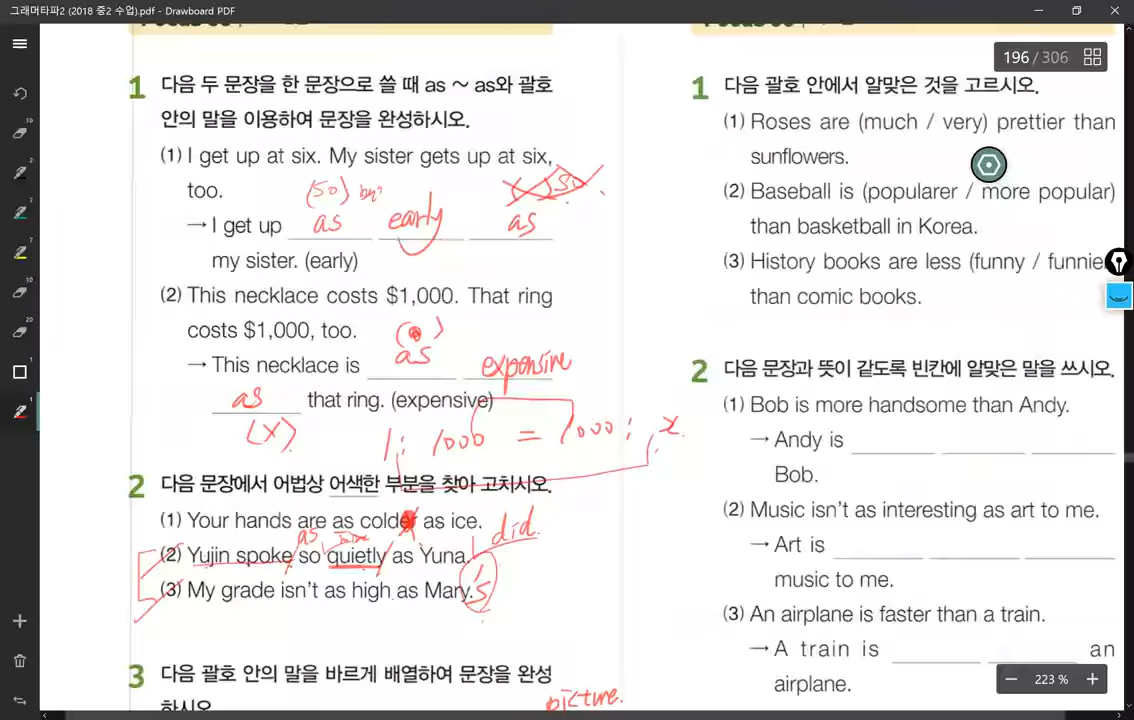 그래머타파2 (2018 중2 수업).pdf - Drawboard PDF
196 / 306
1 다음 두 문장을 한 문장으로 쓸 때 as ~ as와 괄호
안의 말을 이용하여 문장을 완성하시오.
(1) I get up at six. My sister gets up at six,
too.
(so)
so
→ I get up as early as
my sister. (early)
(2) This necklace costs $1,000. That ring
costs $1,000, too.
→ This necklace is as expensive
as that ring. (expensive)
(x)
1 : 1000 = 1000 : x
2 다음 문장에서 어법상 어색한 부분을 찾아 고치시오.
(1) Your hands are as colder as ice.
as
did
(2) Yujin spoke so quietly as Yuna.
(3) My grade isn't as high as Mary.
's
3 다음 괄호 안의 말을 바르게 배열하여 문장을 완성
하시오.
picture.
1 다음 괄호 안에서 알맞은 것을 고르시오.
(1) Roses are (much / very) prettier than
sunflowers.
(2) Baseball is (popularer / more popular)
than basketball in Korea.
(3) History books are less (funny / funnie
than comic books.
2 다음 문장과 뜻이 같도록 빈칸에 알맞은 말을 쓰시오.
(1) Bob is more handsome than Andy.
→ Andy is
Bob.
(2) Music isn't as interesting as art to me.
→ Art is
music to me.
(3) An airplane is faster than a train.
→ A train is an
airplane.
223 %